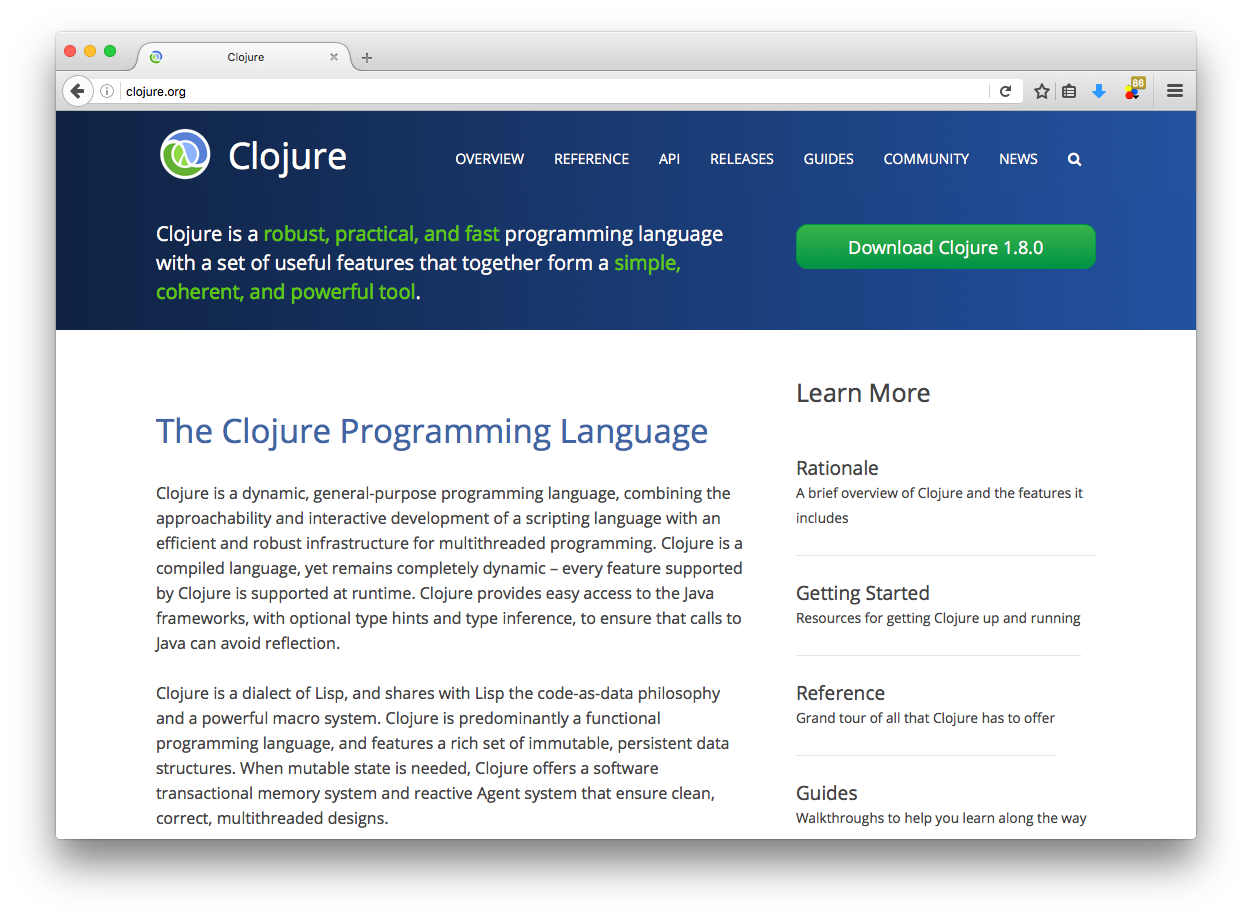 Clojure
clojure.org
86
Clojure
OVERVIEW REFERENCE API RELEASES GUIDES COMMUNITY NEWS
Clojure is a robust, practical, and fast programming language
with a set of useful features that together form a simple,
coherent, and powerful tool.
Download Clojure 1.8.0
The Clojure Programming Language
Clojure is a dynamic, general-purpose programming language, combining the
approachability and interactive development of a scripting language with an
efficient and robust infrastructure for multithreaded programming. Clojure is a
compiled language, yet remains completely dynamic – every feature supported
by Clojure is supported at runtime. Clojure provides easy access to the Java
frameworks, with optional type hints and type inference, to ensure that calls to
Java can avoid reflection.
Clojure is a dialect of Lisp, and shares with Lisp the code-as-data philosophy
and a powerful macro system. Clojure is predominantly a functional
programming language, and features a rich set of immutable, persistent data
structures. When mutable state is needed, Clojure offers a software
transactional memory system and reactive Agent system that ensure clean,
correct, multithreaded designs.
Learn More
Rationale
A brief overview of Clojure and the features it
includes
Getting Started
Resources for getting Clojure up and running
Reference
Grand tour of all that Clojure has to offer
Guides
Walkthroughs to help you learn along the way